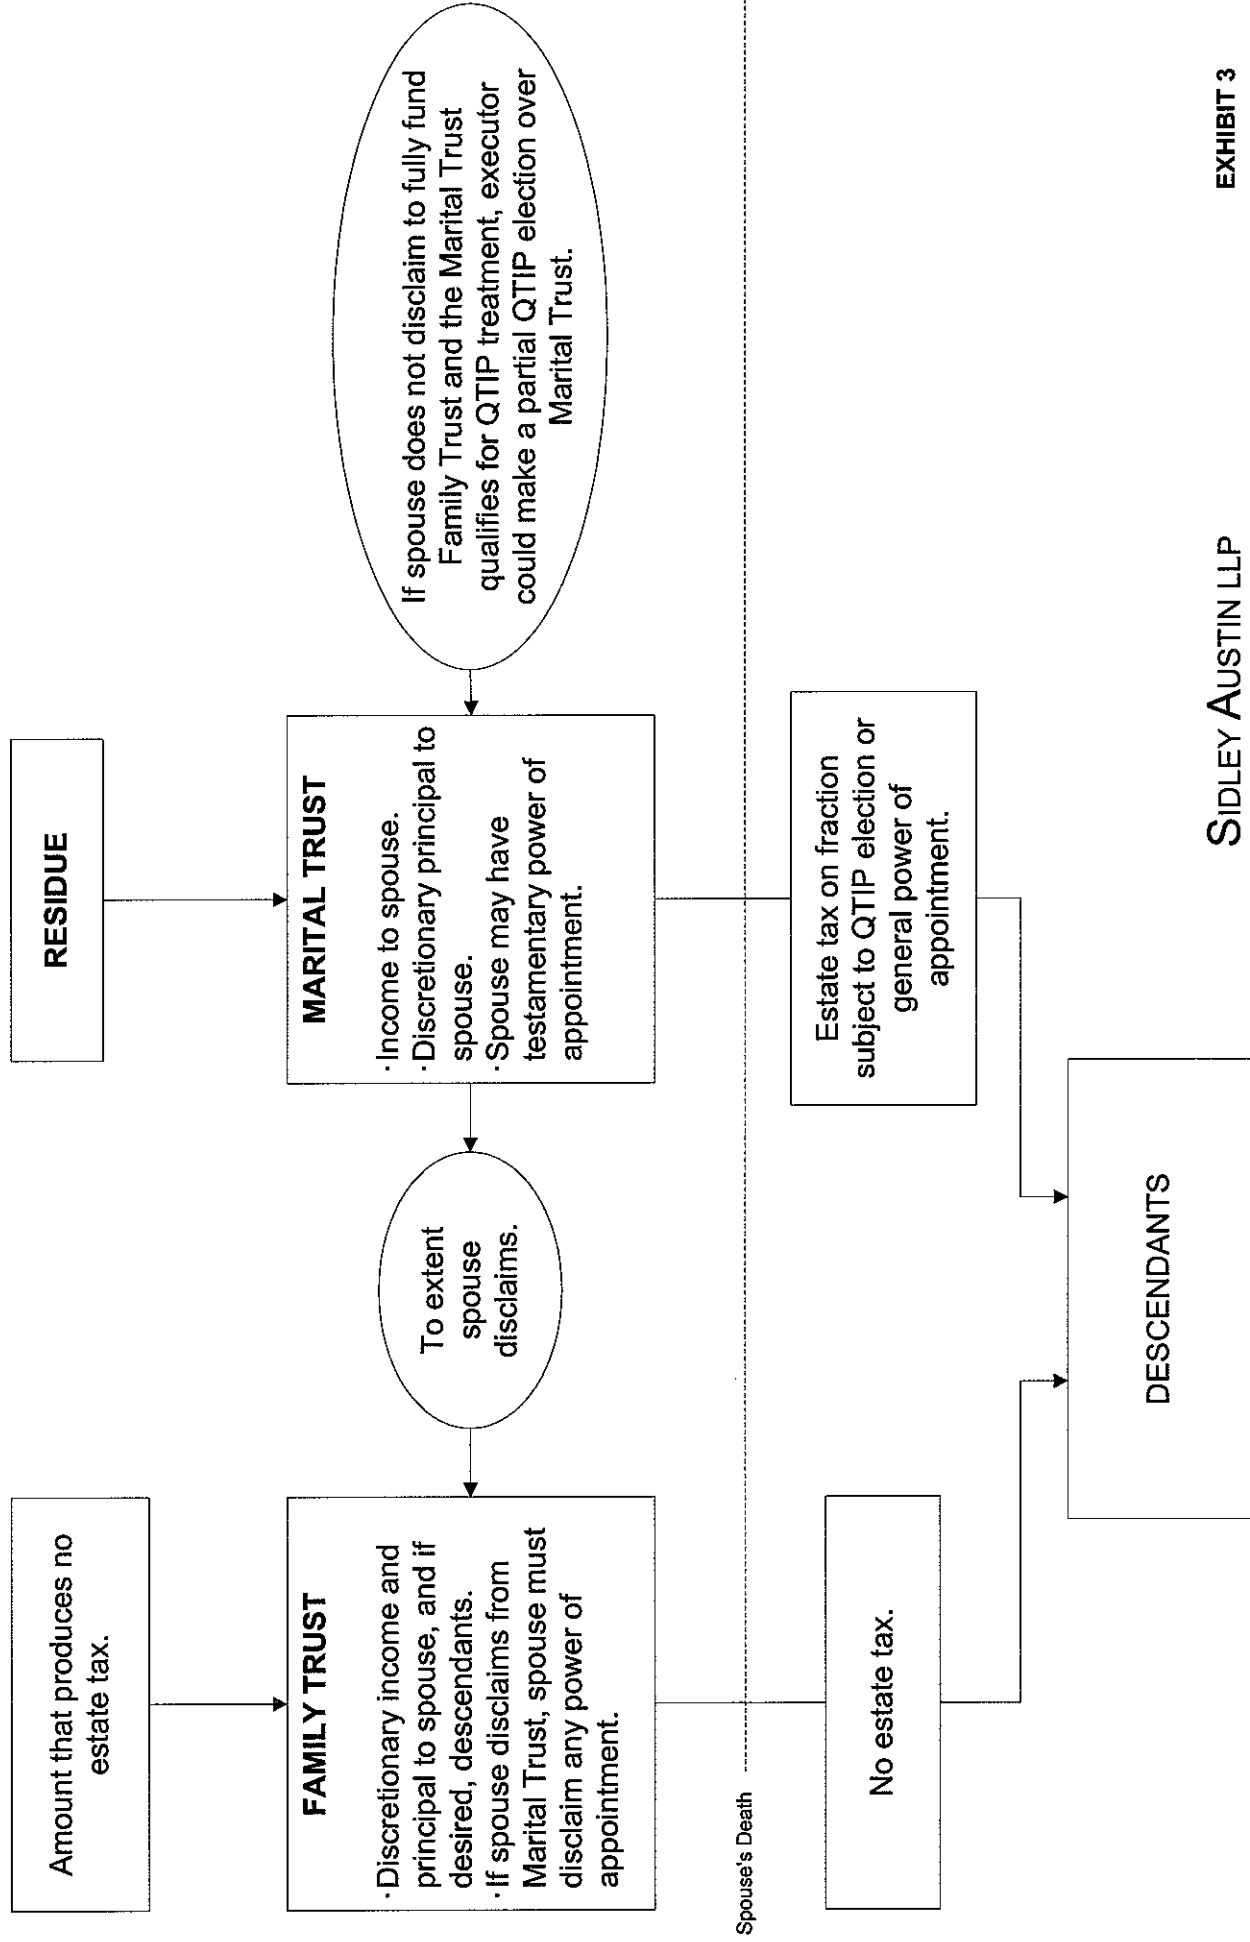 Amount that produces no
estate tax.
RESIDUE
FAMILY TRUST
·Discretionary income and
principal to spouse, and if
desired, descendants.
·If spouse disclaims from
Marital Trust, spouse must
disclaim any power of
appointment.
To extent
spouse
disclaims.
MARITAL TRUST
·Income to spouse.
·Discretionary principal to
spouse.
·Spouse may have
testamentary power of
appointment.
If spouse does not disclaim to fully fund
Family Trust and the Marital Trust
qualifies for QTIP treatment, executor
could make a partial QTIP election over
Marital Trust.
Spouse's Death
No estate tax.
Estate tax on fraction
subject to QTIP election or
general power of
appointment.
DESCENDANTS
SIDLEY AUSTIN LLP
EXHIBIT 3